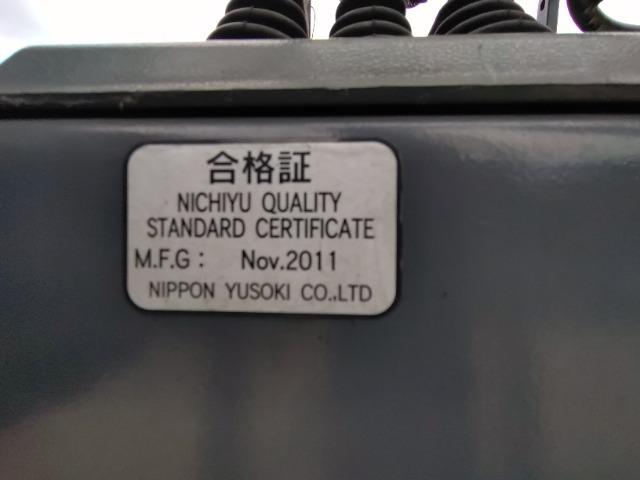 合格証
NICHIYU QUALITY
STANDARD CERTIFICATE
M.F.G : Nov.2011
NIPPON YUSOKI CO.,LTD